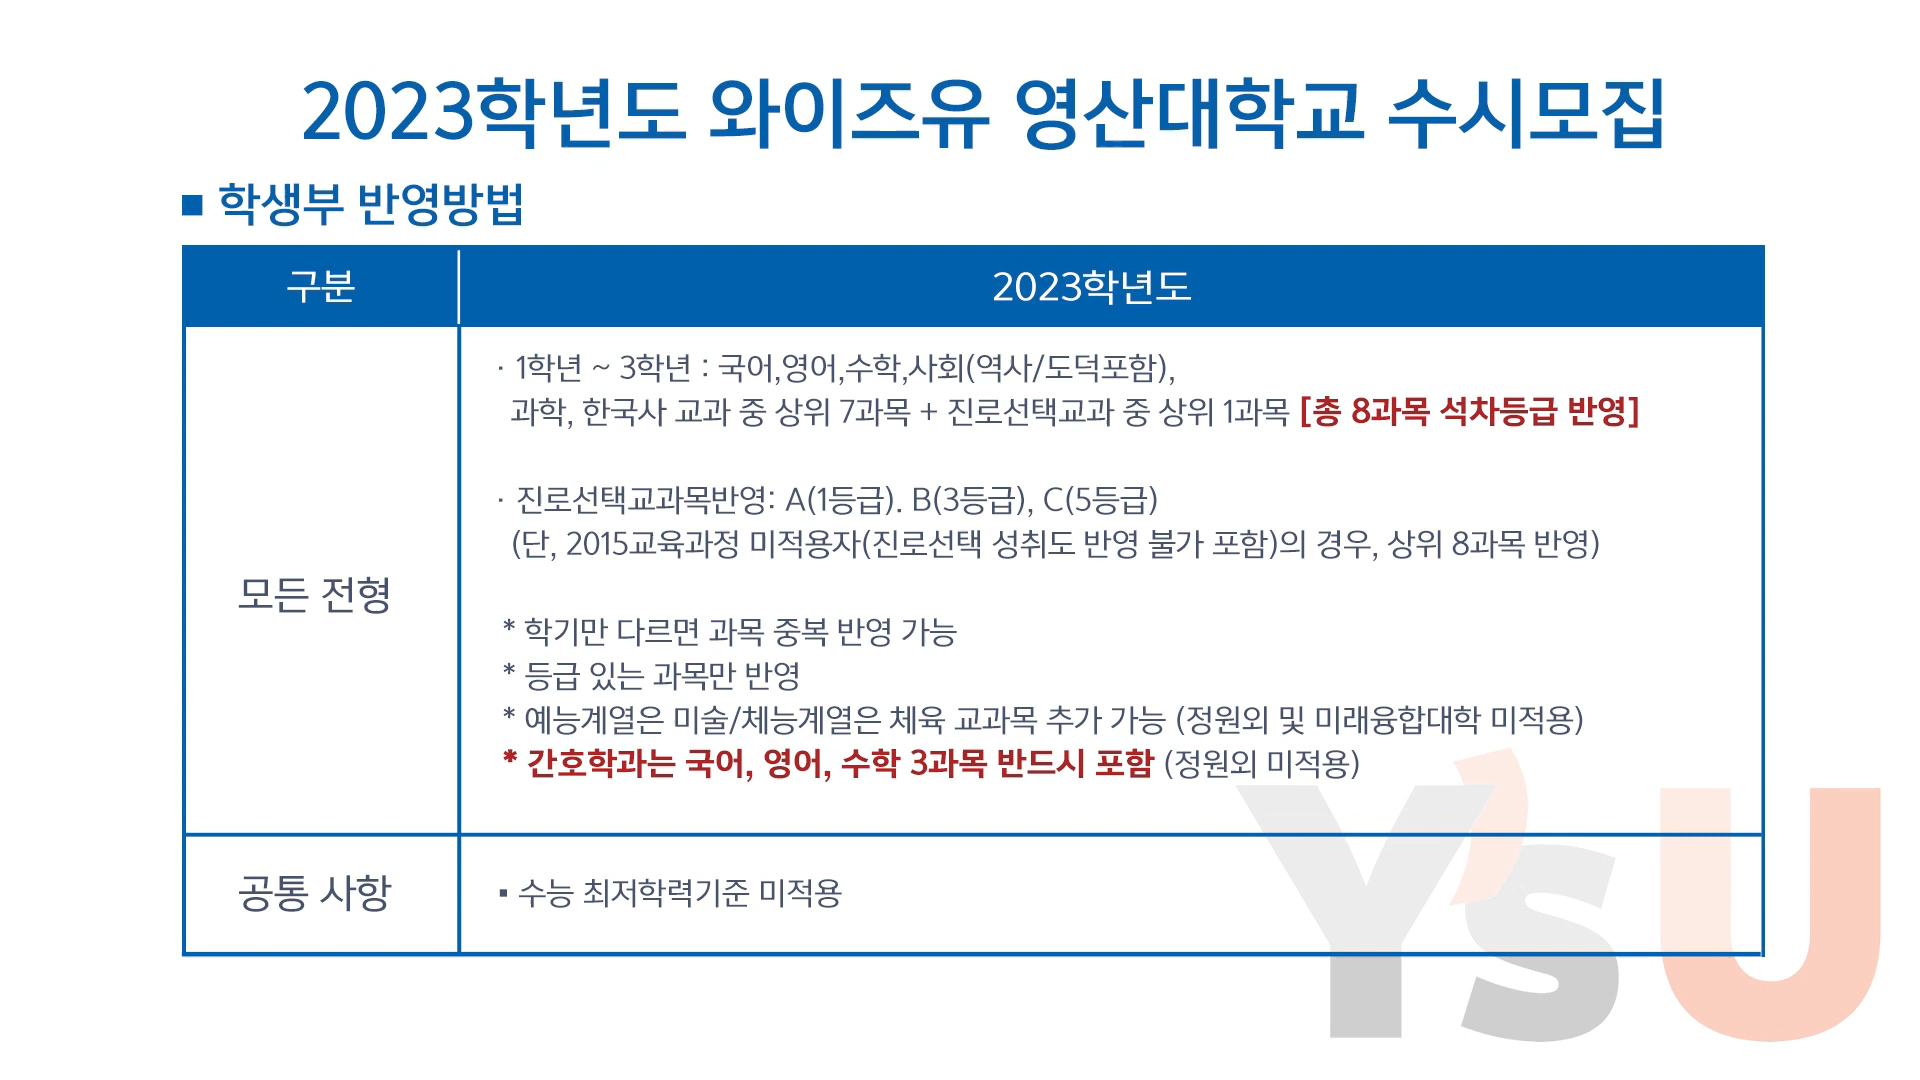 2023학년도 와이즈유 영산대학교 수시모집
■ 학생부 반영방법
구분
2023학년도
모든 전형
· 1학년 ~ 3학년 : 국어,영어,수학,사회(역사/도덕포함),
과학, 한국사 교과 중 상위 7과목 + 진로선택교과 중 상위 1과목 [총 8과목 석차등급 반영]
· 진로선택교과목반영: A(1등급). B(3등급), C(5등급)
(단, 2015교육과정 미적용자(진로선택 성취도 반영 불가 포함)의 경우, 상위 8과목 반영)
* 학기만 다르면 과목 중복 반영 가능
* 등급 있는 과목만 반영
* 예능계열은 미술/체능계열은 체육 교과목 추가 가능 (정원외 및 미래융합대학 미적용)
* 간호학과는 국어, 영어, 수학 3과목 반드시 포함 (정원외 미적용)
공통 사항
▪ 수능 최저학력기준 미적용
Y'sU